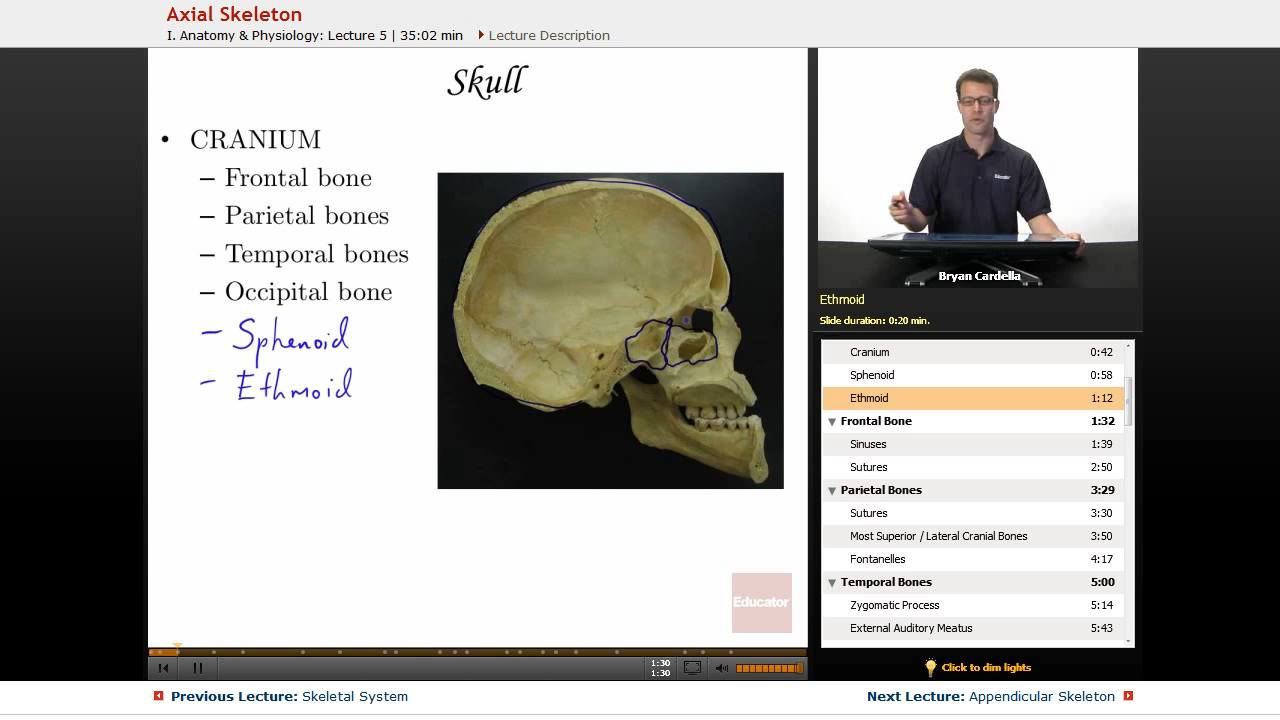 Axial Skeleton
I. Anatomy & Physiology: Lecture 5 | 35:02 min Lecture Description
Skull
• CRANIUM
– Frontal bone
– Parietal bones
– Temporal bones
– Occipital bone
– Sphenoid
– Ethmoid
Educator
Educator
Bryan Cardella
Ethmoid
Slide duration: 0:20 min.
Cranium 0:42
Sphenoid 0:58
Ethmoid 1:12
Frontal Bone 1:32
Sinuses 1:39
Sutures 2:50
Parietal Bones 3:29
Sutures 3:30
Most Superior / Lateral Cranial Bones 3:50
Fontanelles 4:17
Temporal Bones 5:00
Zygomatic Process 5:14
External Auditory Meatus 5:43
1:30
1:30
Click to dim lights
Previous Lecture: Skeletal System
Next Lecture: Appendicular Skeleton